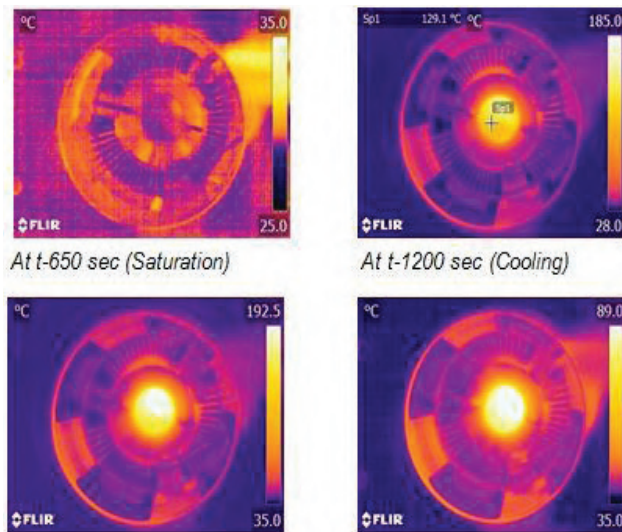 °C 35.0
FLIR 25.0
Sp1 129.1 °C °C 185.0
Sp1
FLIR 28.0
At t-650 sec (Saturation)
At t-1200 sec (Cooling)
°C 192.5
FLIR 35.0
°C 89.0
FLIR 35.0